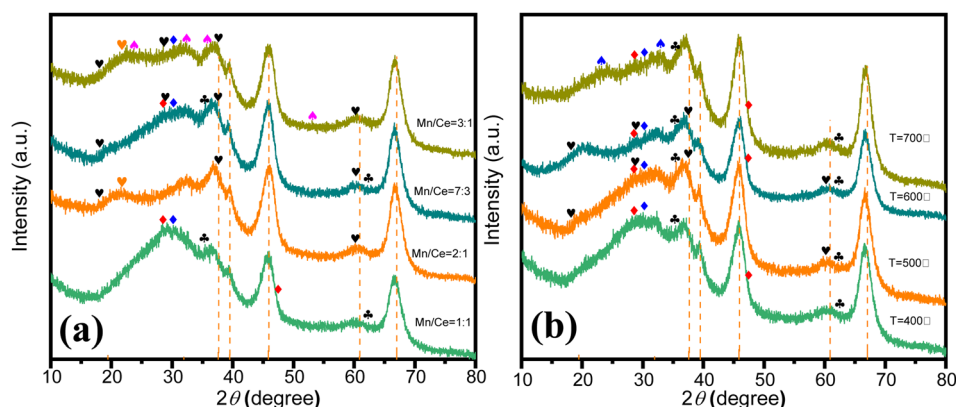 Intensity (a.u.)
Mn/Ce=3:1
Mn/Ce=7:3
Mn/Ce=2:1
Mn/Ce=1:1
(a)
10 20 30 40 50 60 70 80
2θ (degree)
Intensity (a.u.)
T=700□
T=600□
T=500□
T=400□
(b)
10 20 30 40 50 60 70 80
2θ (degree)